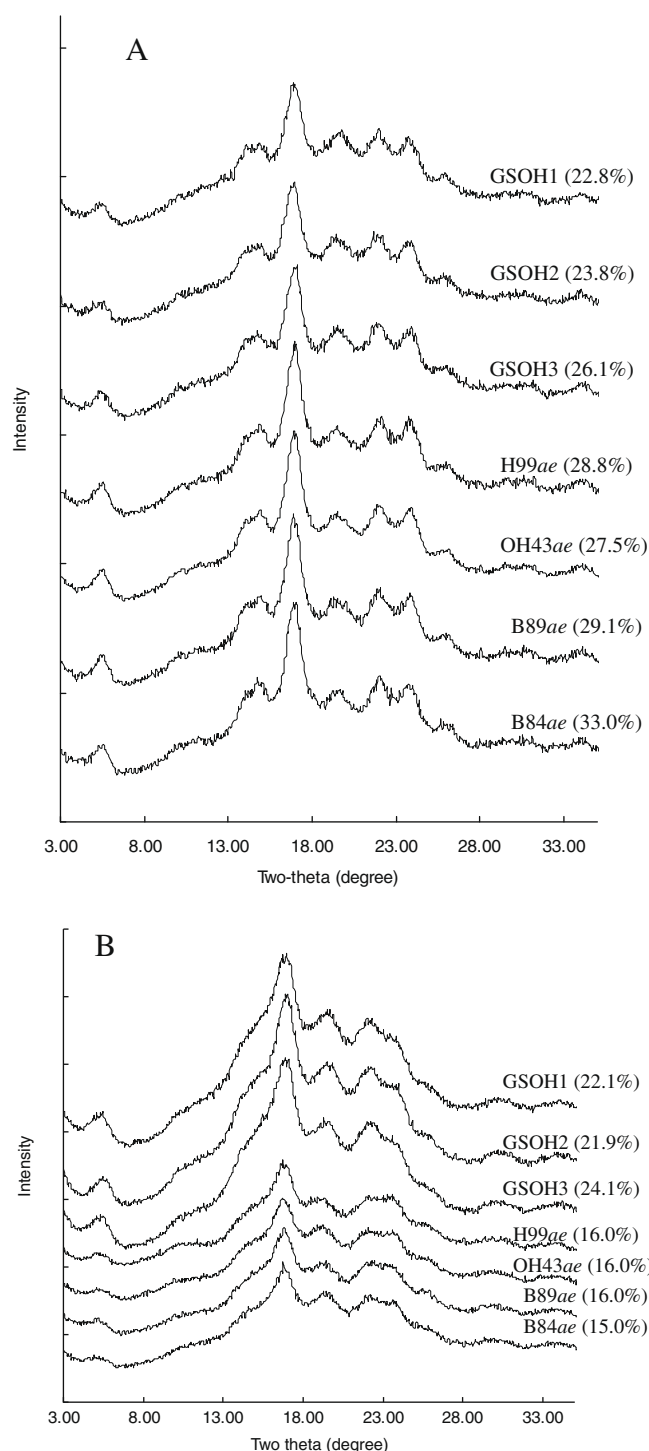 A
GSOH1 (22.8%)
GSOH2 (23.8%)
GSOH3 (26.1%)
H99ae (28.8%)
OH43ae (27.5%)
B89ae (29.1%)
B84ae (33.0%)
Intensity
3.00 8.00 13.00 18.00 23.00 28.00 33.00
Two-theta (degree)
B
GSOH1 (22.1%)
GSOH2 (21.9%)
GSOH3 (24.1%)
H99ae (16.0%)
OH43ae (16.0%)
B89ae (16.0%)
B84ae (15.0%)
Intensity
3.00 8.00 13.00 18.00 23.00 28.00 33.00
Two theta (degree)